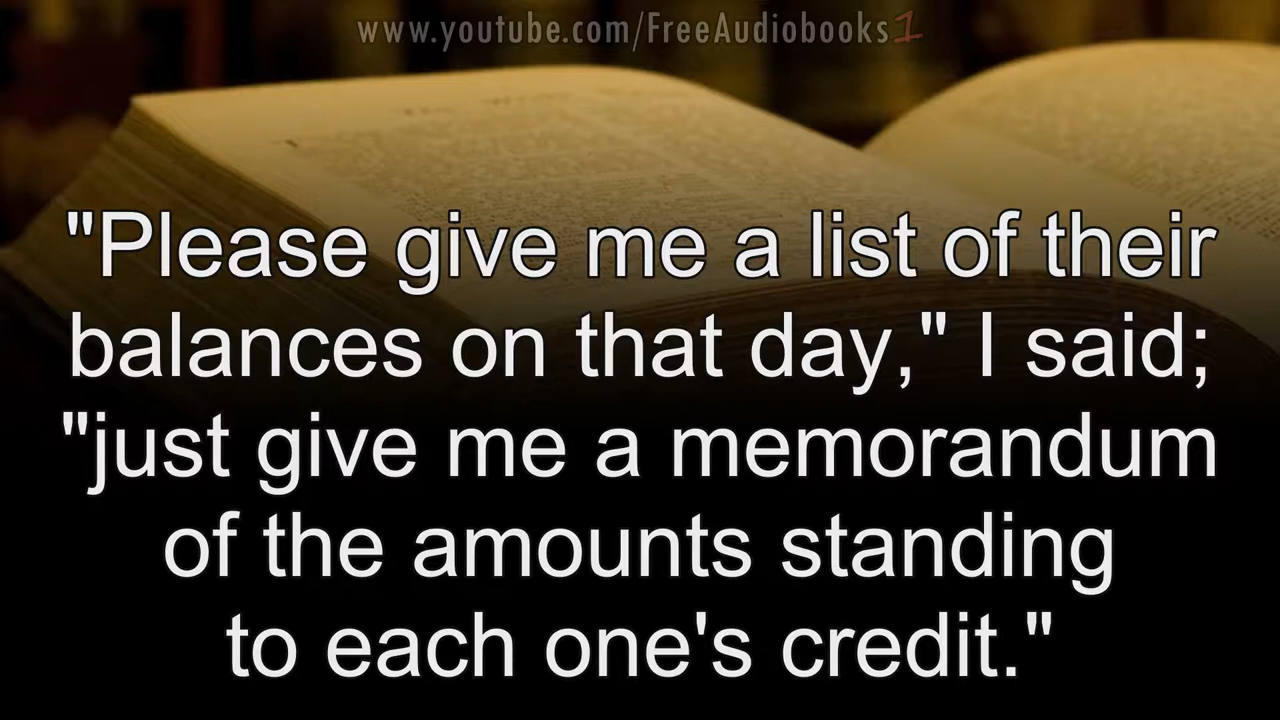 www.youtube.com/FreeAudiobooks1
"Please give me a list of their
balances on that day," I said;
"just give me a memorandum
of the amounts standing
to each one's credit."